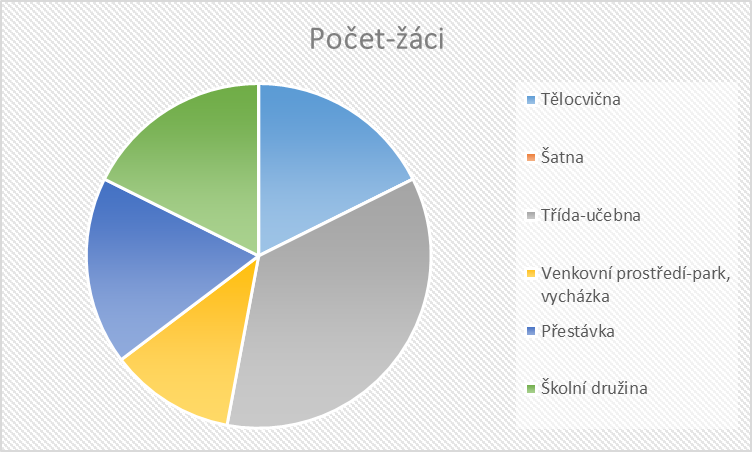 Počet-žáci
Tělocvična
Šatna
Třída-učebna
Venkovní prostředí-park,
vycházka
Přestávka
Školní družina